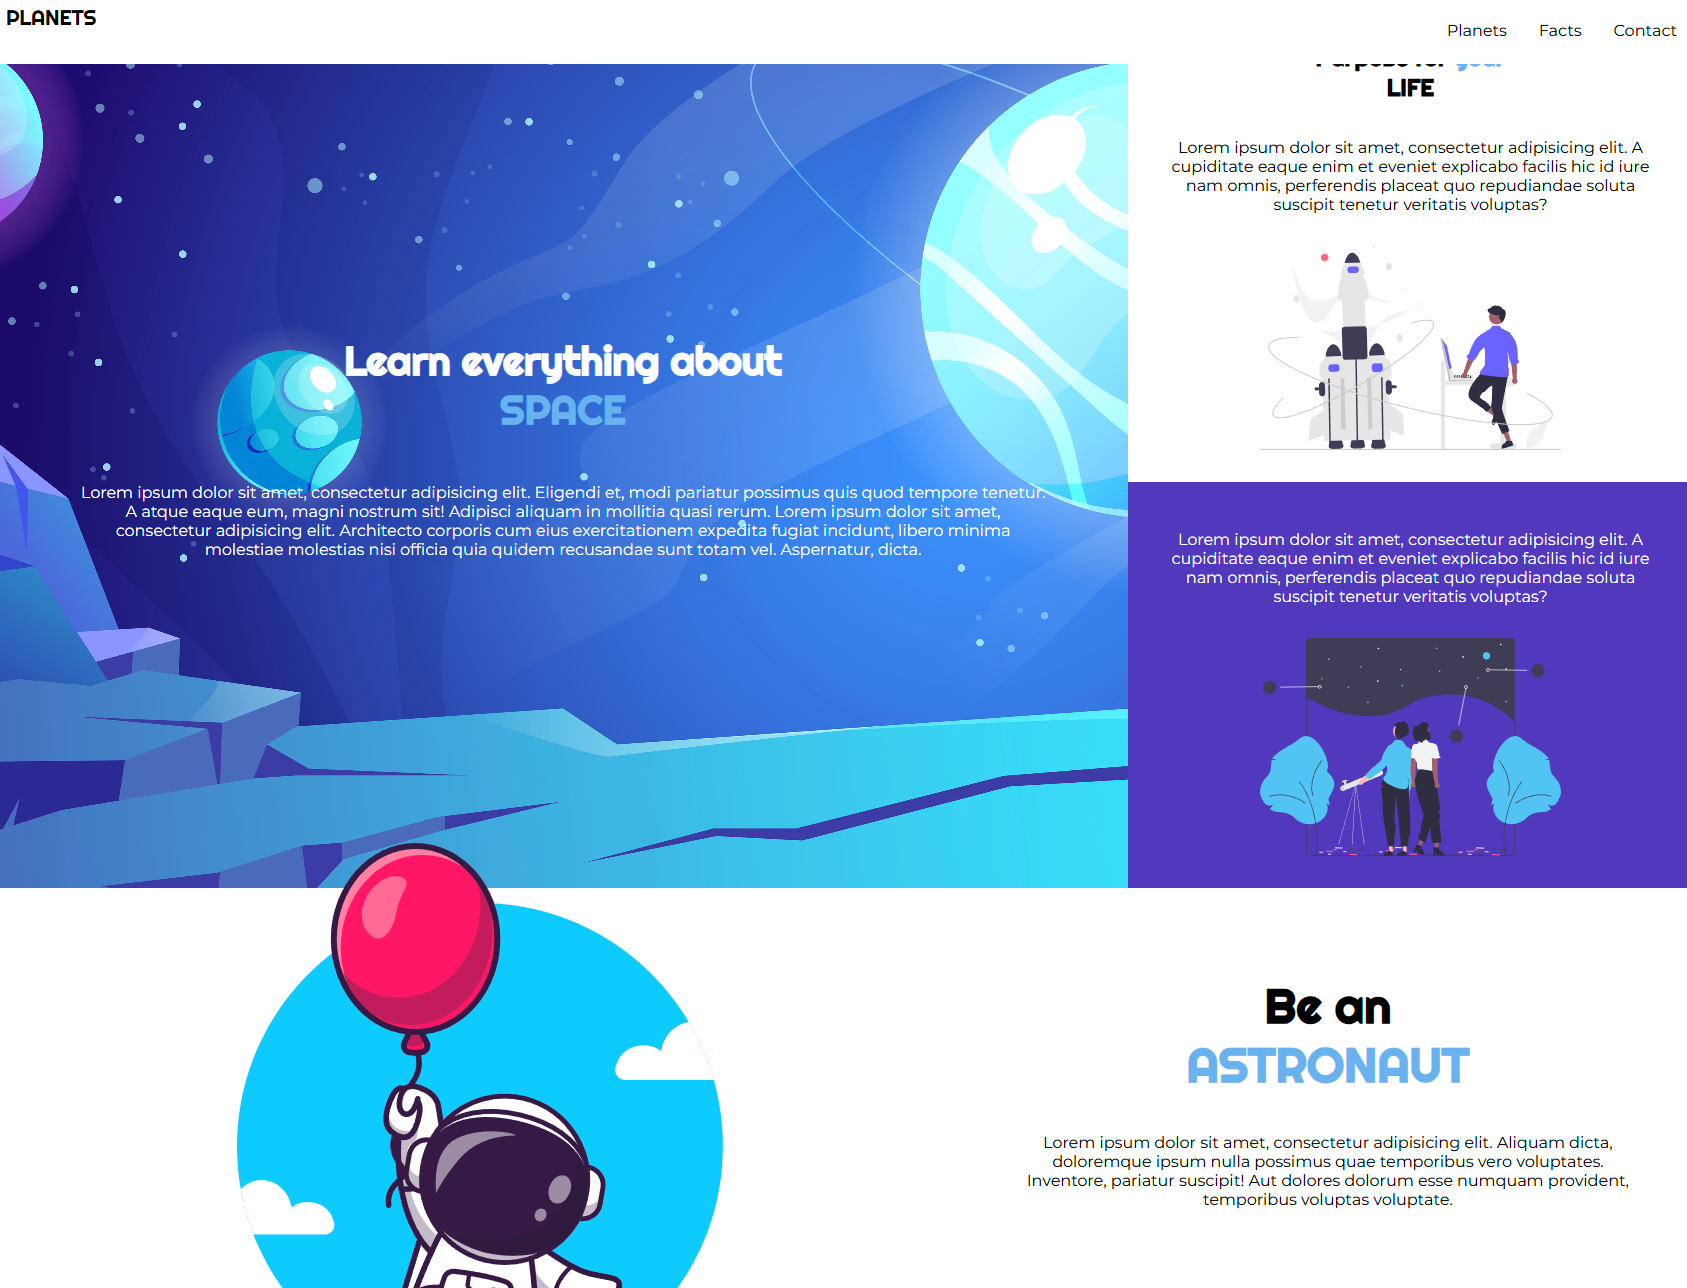 PLANETS
Planets Facts Contact
Learn everything about
SPACE
Lorem ipsum dolor sit amet, consectetur adipisicing elit. Eligendi et, modi pariatur possimus quis quod tempore tenetur.
A atque eaque eum, magni nostrum sit! Adipisci aliquam in mollitia quasi rerum. Lorem ipsum dolor sit amet,
consectetur adipisicing elit. Architecto corporis cum eius exercitationem expedita fugiat incidunt, libero minima
molestiae molestias nisi officia quia quidem recusandae sunt totam vel. Aspernatur, dicta.
Purpose for your
LIFE
Lorem ipsum dolor sit amet, consectetur adipisicing elit. A
cupiditate eaque enim et eveniet explicabo facilis hic id iure
nam omnis, perferendis placeat quo repudiandae soluta
suscipit tenetur veritatis voluptas?
Lorem ipsum dolor sit amet, consectetur adipisicing elit. A
cupiditate eaque enim et eveniet explicabo facilis hic id iure
nam omnis, perferendis placeat quo repudiandae soluta
suscipit tenetur veritatis voluptas?
Be an
ASTRONAUT
Lorem ipsum dolor sit amet, consectetur adipisicing elit. Aliquam dicta,
doloremque ipsum nulla possimus quae temporibus vero voluptates.
Inventore, pariatur suscipit! Aut dolores dolorum esse numquam provident,
temporibus voluptas voluptate.